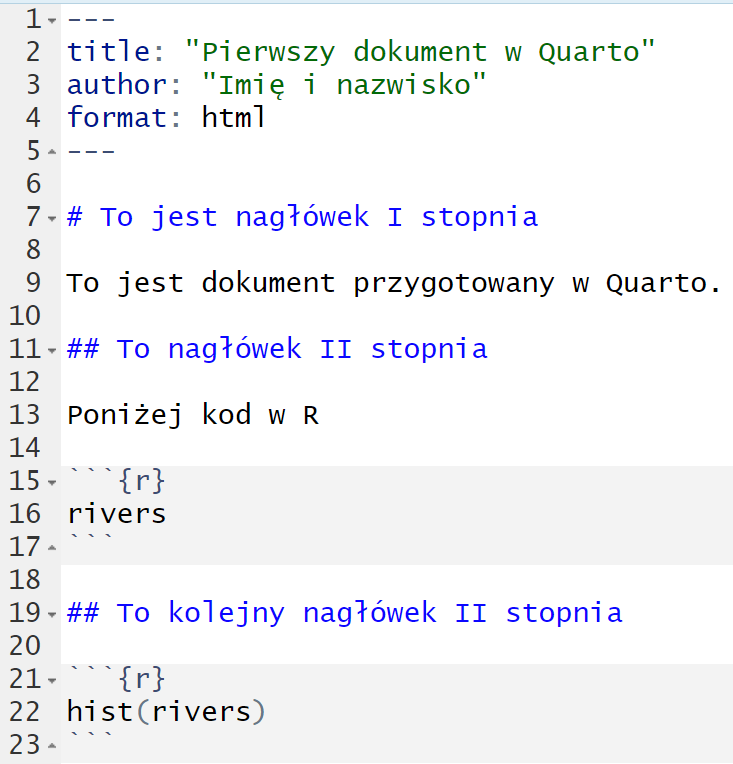 1 ---
2 title: "Pierwszy dokument w Quarto"
3 author: "Imię i nazwisko"
4 format: html
5 ---
6
7 # To jest nagłówek I stopnia
8
9 To jest dokument przygotowany w Quarto.
10
11 ## To nagłówek II stopnia
12
13 Poniżej kod w R
14
15 ```{r}
16 rivers
17 ```
18
19 ## To kolejny nagłówek II stopnia
20
21 ```{r}
22 hist(rivers)
23 ```